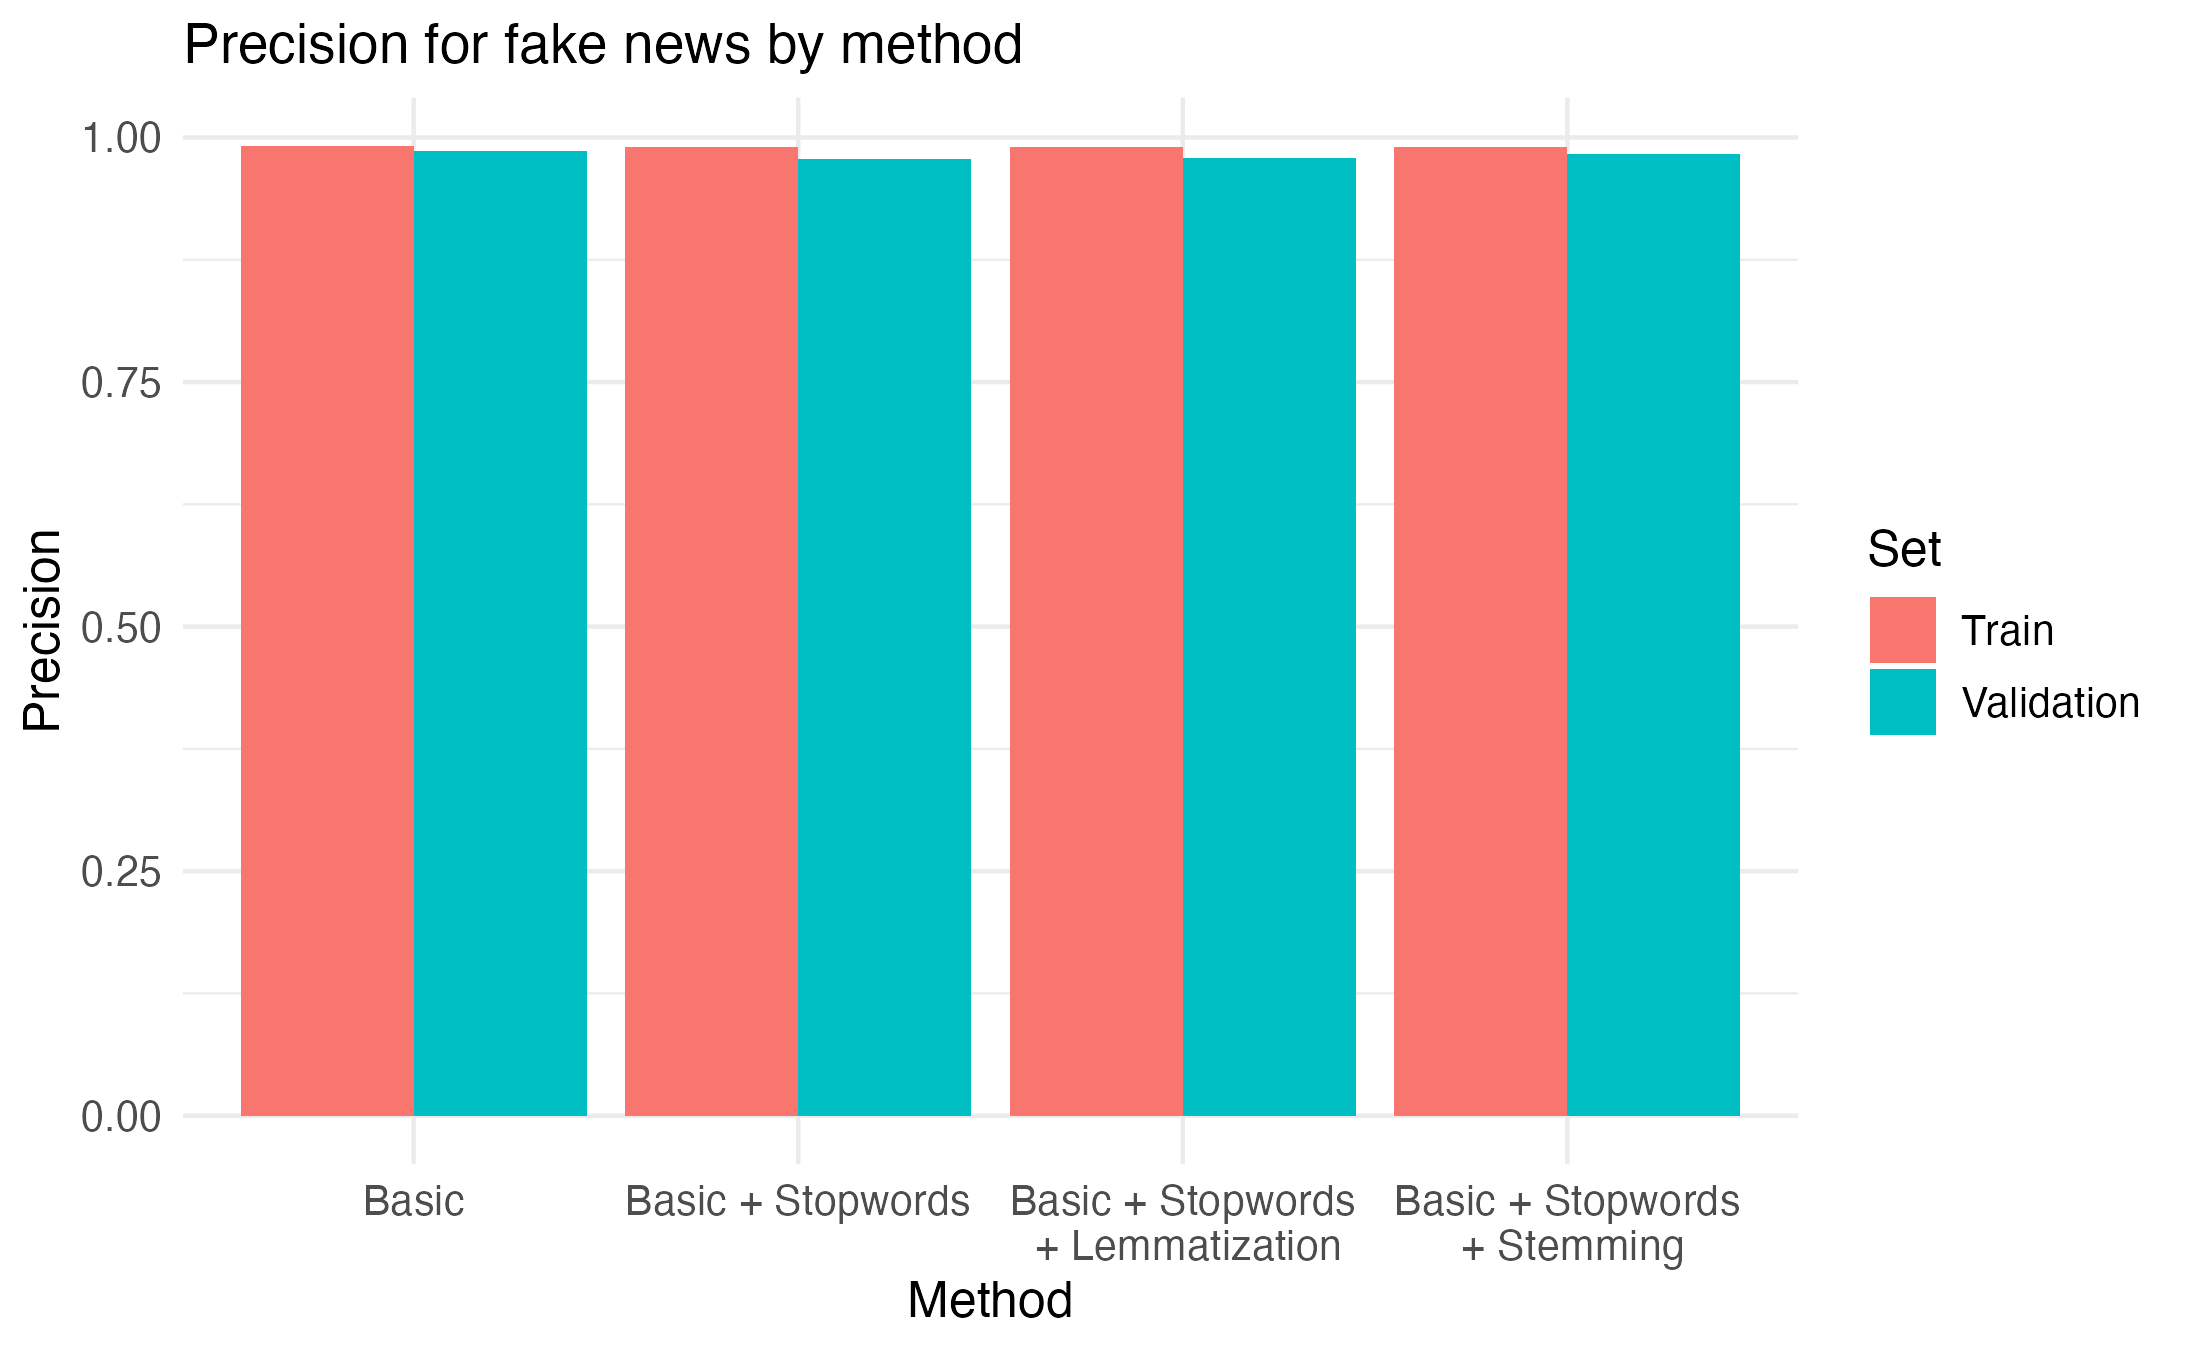 Precision for fake news by method
Precision
1.00
0.75
0.50
0.25
0.00
Basic
Basic + Stopwords
Basic + Stopwords
+ Lemmatization
Basic + Stopwords
+ Stemming
Method
Set
Train
Validation